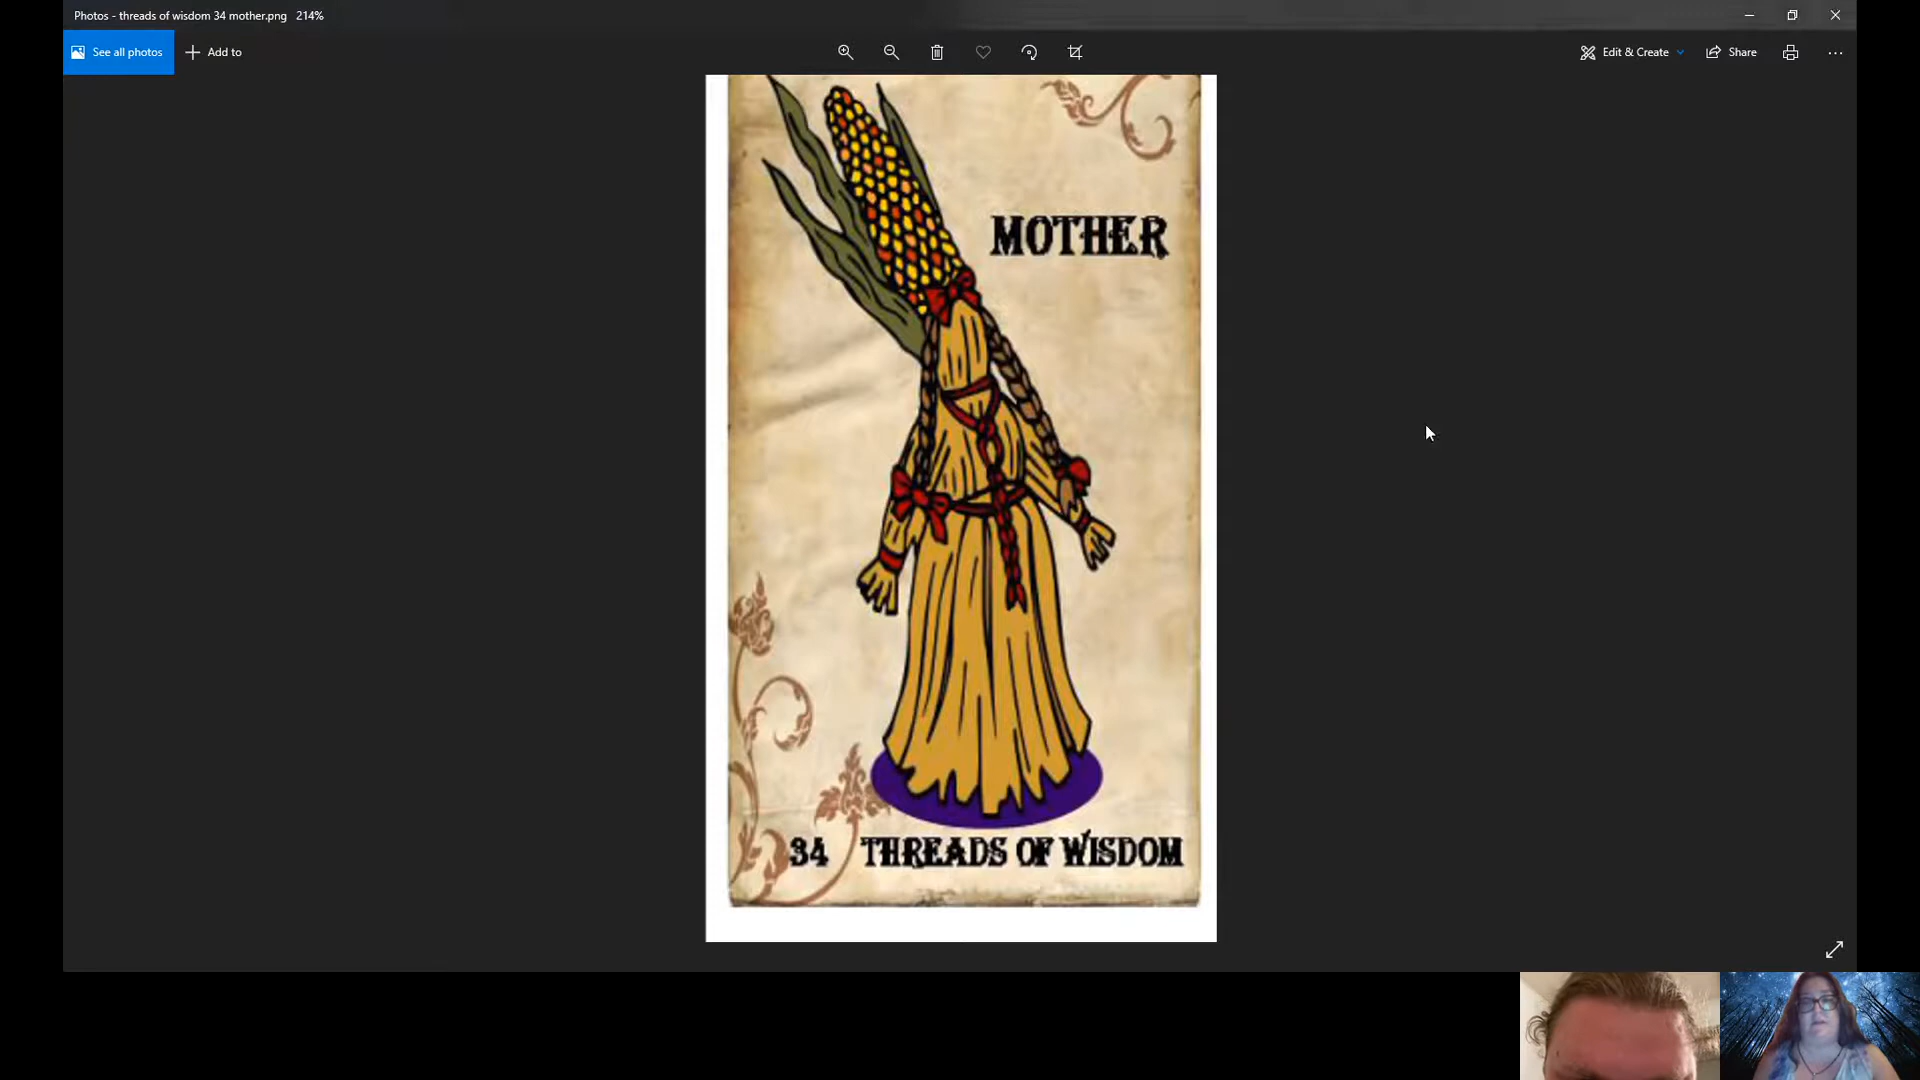 Photos - threads of wisdom 34 mother.png 214%
See all photos
Add to
Edit & Create
Share
MOTHER
34 THREADS OF WISDOM